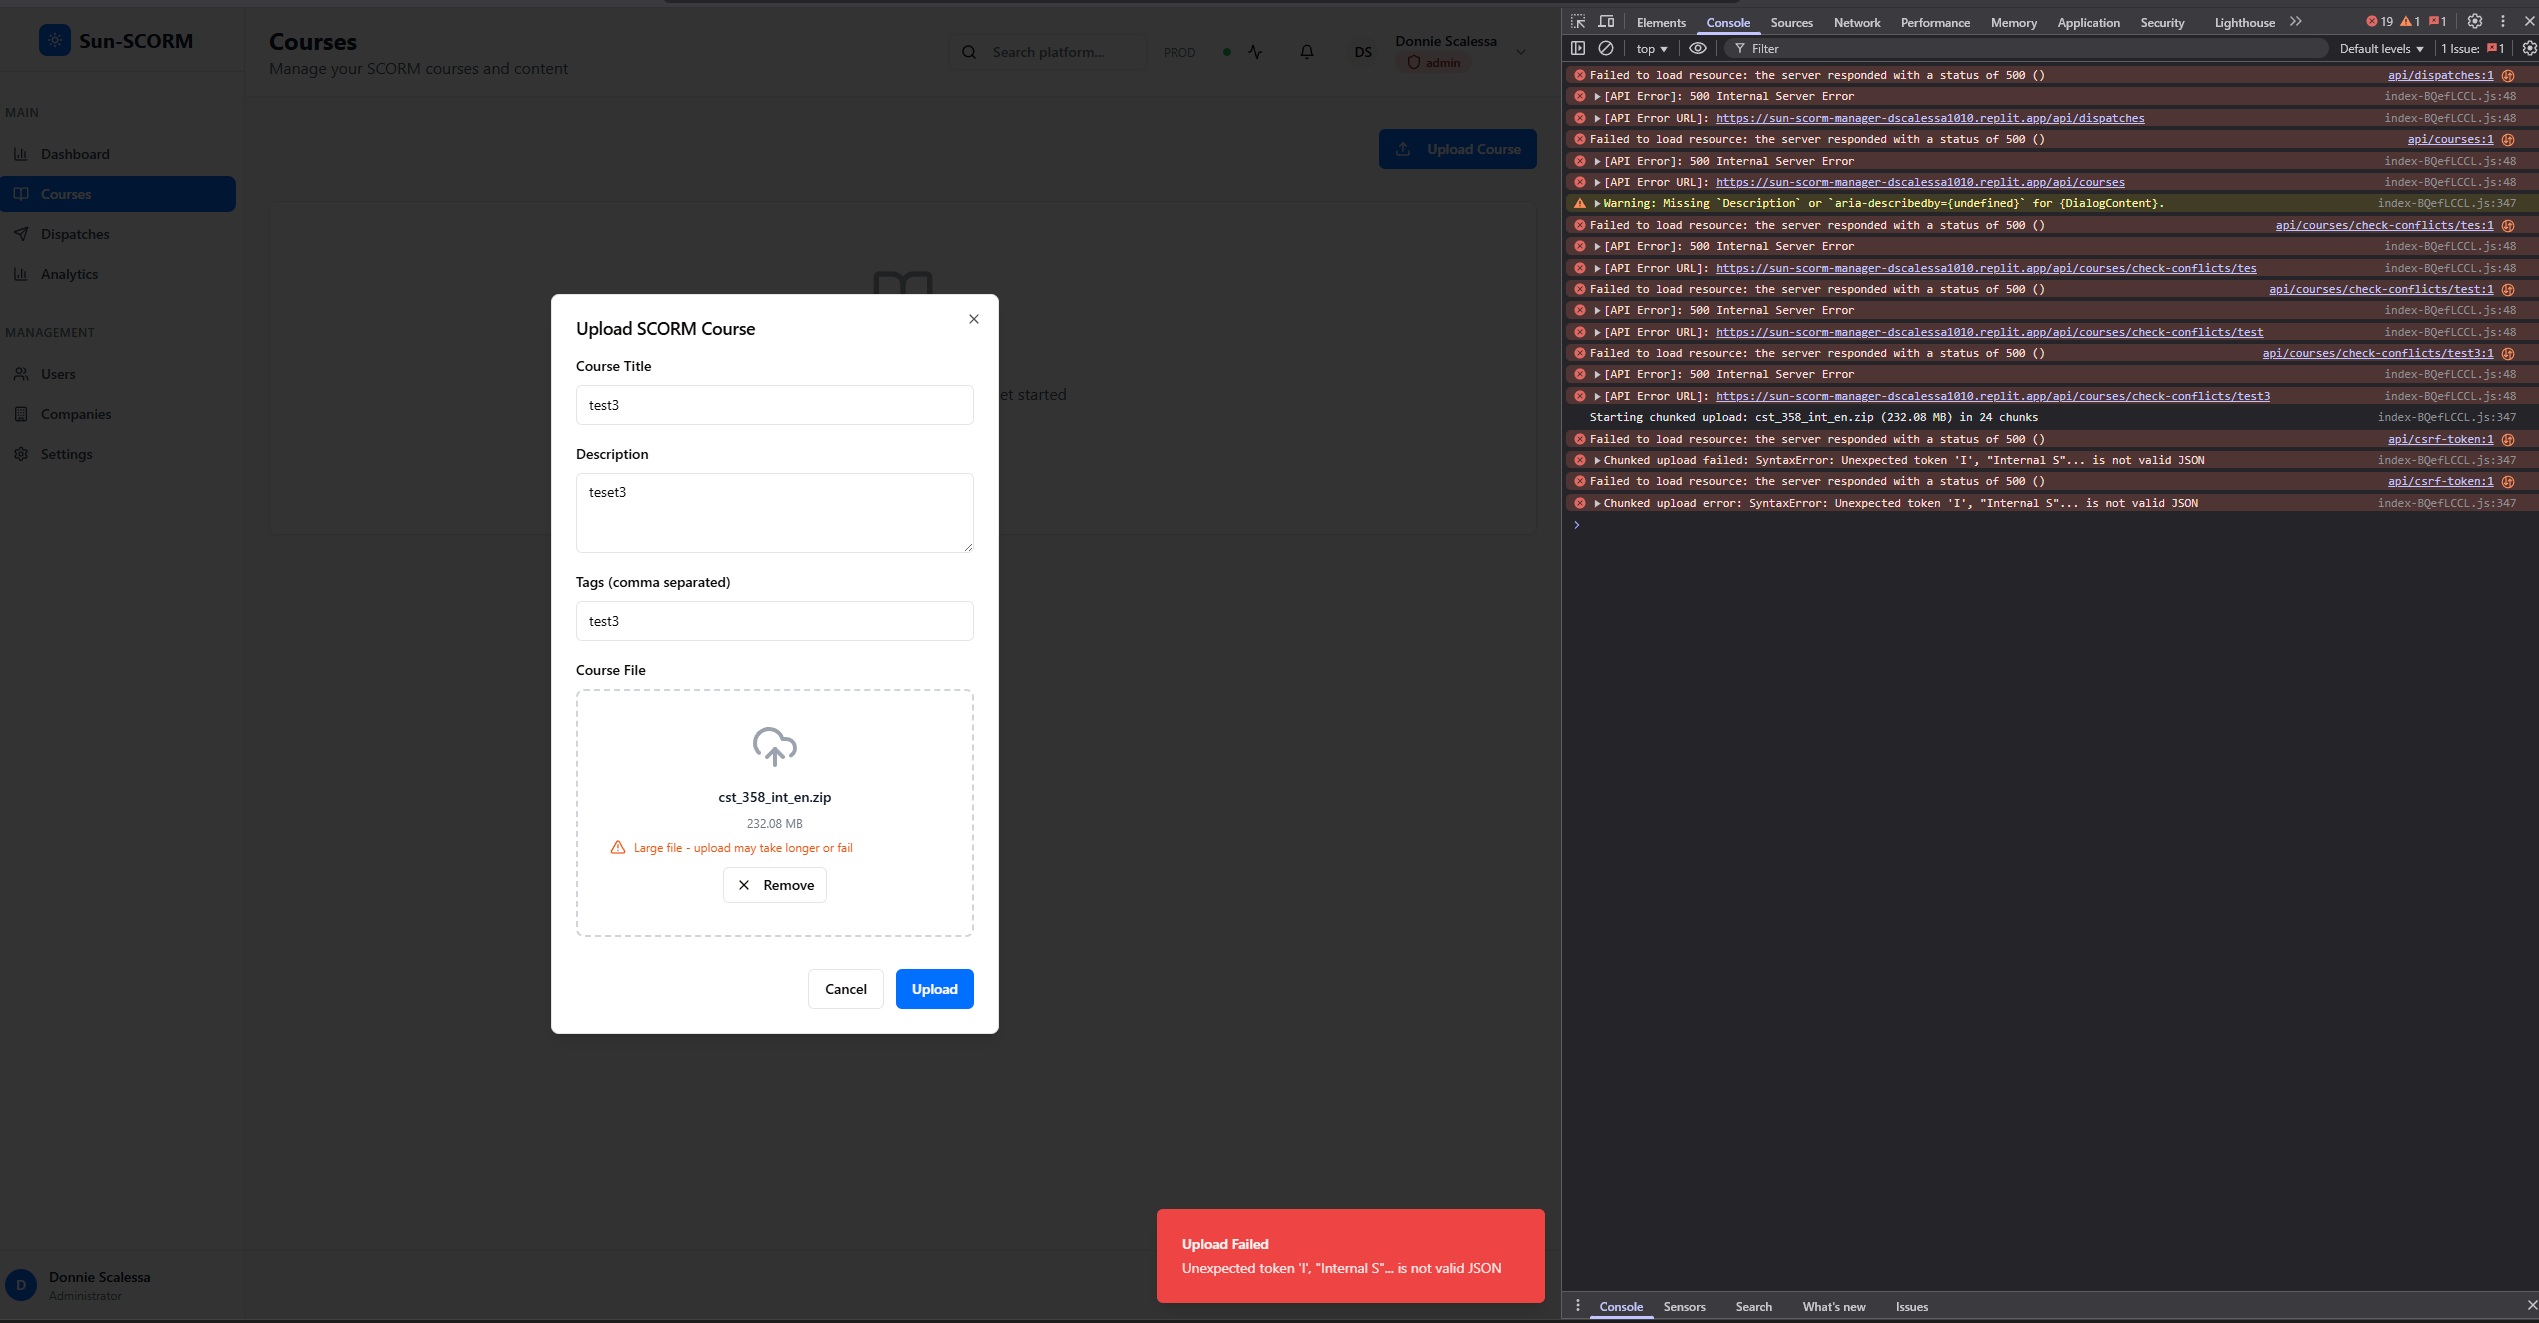 Sun-SCORM
MAIN
Dashboard
Courses
Dispatches
Analytics
MANAGEMENT
Users
Companies
Settings
D
Donnie Scalessa
Administrator
Courses
Manage your SCORM courses and content
Search platform...
PROD
DS
Donnie Scalessa
admin
Upload Course
et started
Upload SCORM Course
Course Title
test3
Description
teset3
Tags (comma separated)
test3
Course File
cst_358_int_en.zip
232.08 MB
Large file - upload may take longer or fail
Remove
Cancel
Upload
Upload Failed
Unexpected token 'I', "Internal S"... is not valid JSON
Elements Console Sources Network Performance Memory Application Security Lighthouse 19 1 1
top Filter Default levels 1 Issue: 1
Failed to load resource: the server responded with a status of 500 () api/dispatches:1
[API Error]: 500 Internal Server Error index-BQefLCCL.js:48
[API Error URL]: https://sun-scorm-manager-dscalessa1010.replit.app/api/dispatches index-BQefLCCL.js:48
Failed to load resource: the server responded with a status of 500 () api/courses:1
[API Error]: 500 Internal Server Error index-BQefLCCL.js:48
[API Error URL]: https://sun-scorm-manager-dscalessa1010.replit.app/api/courses index-BQefLCCL.js:48
Warning: Missing `Description` or `aria-describedby={undefined}` for {DialogContent}. index-BQefLCCL.js:347
Failed to load resource: the server responded with a status of 500 () api/courses/check-conflicts/tes:1
[API Error]: 500 Internal Server Error index-BQefLCCL.js:48
[API Error URL]: https://sun-scorm-manager-dscalessa1010.replit.app/api/courses/check-conflicts/tes index-BQefLCCL.js:48
Failed to load resource: the server responded with a status of 500 () api/courses/check-conflicts/test:1
[API Error]: 500 Internal Server Error index-BQefLCCL.js:48
[API Error URL]: https://sun-scorm-manager-dscalessa1010.replit.app/api/courses/check-conflicts/test index-BQefLCCL.js:48
Failed to load resource: the server responded with a status of 500 () api/courses/check-conflicts/test3:1
[API Error]: 500 Internal Server Error index-BQefLCCL.js:48
[API Error URL]: https://sun-scorm-manager-dscalessa1010.replit.app/api/courses/check-conflicts/test3 index-BQefLCCL.js:48
Starting chunked upload: cst_358_int_en.zip (232.08 MB) in 24 chunks index-BQefLCCL.js:347
Failed to load resource: the server responded with a status of 500 () api/csrf-token:1
Chunked upload failed: SyntaxError: Unexpected token 'I', "Internal S"... is not valid JSON index-BQefLCCL.js:347
Failed to load resource: the server responded with a status of 500 () api/csrf-token:1
Chunked upload error: SyntaxError: Unexpected token 'I', "Internal S"... is not valid JSON index-BQefLCCL.js:347
Console Sensors Search What's new Issues